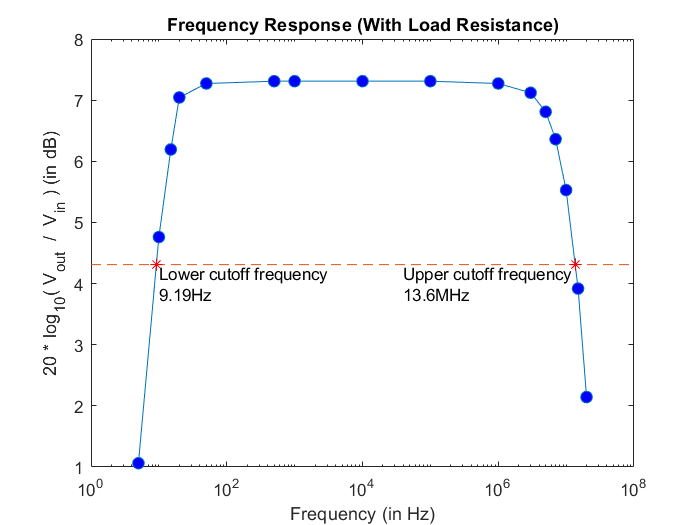 Frequency Response (With Load Resistance)
20 * log10( Vout / Vin ) (in dB)
8
7
6
5
4
3
2
1
Lower cutoff frequency
9.19Hz
Upper cutoff frequency
13.6MHz
10^0 10^2 10^4 10^6 10^8
Frequency (in Hz)